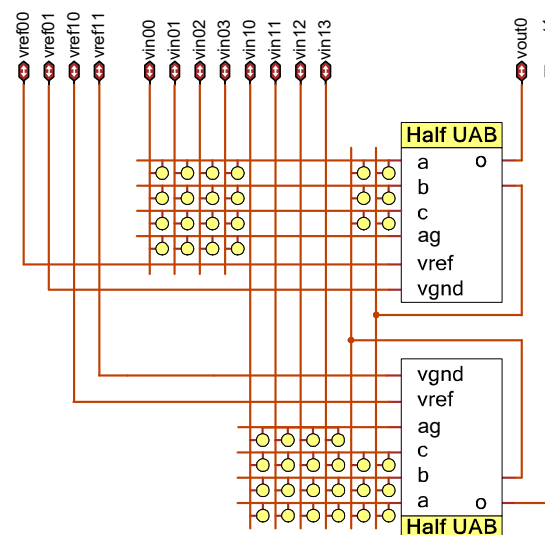 vref00
vref01
vref10
vref11
vin00
vin01
vin02
vin03
vin10
vin11
vin12
vin13
vout0
Half UAB
a o
b
c
ag
vref
vgnd
vgnd
vref
ag
c
b
a o
Half UAB